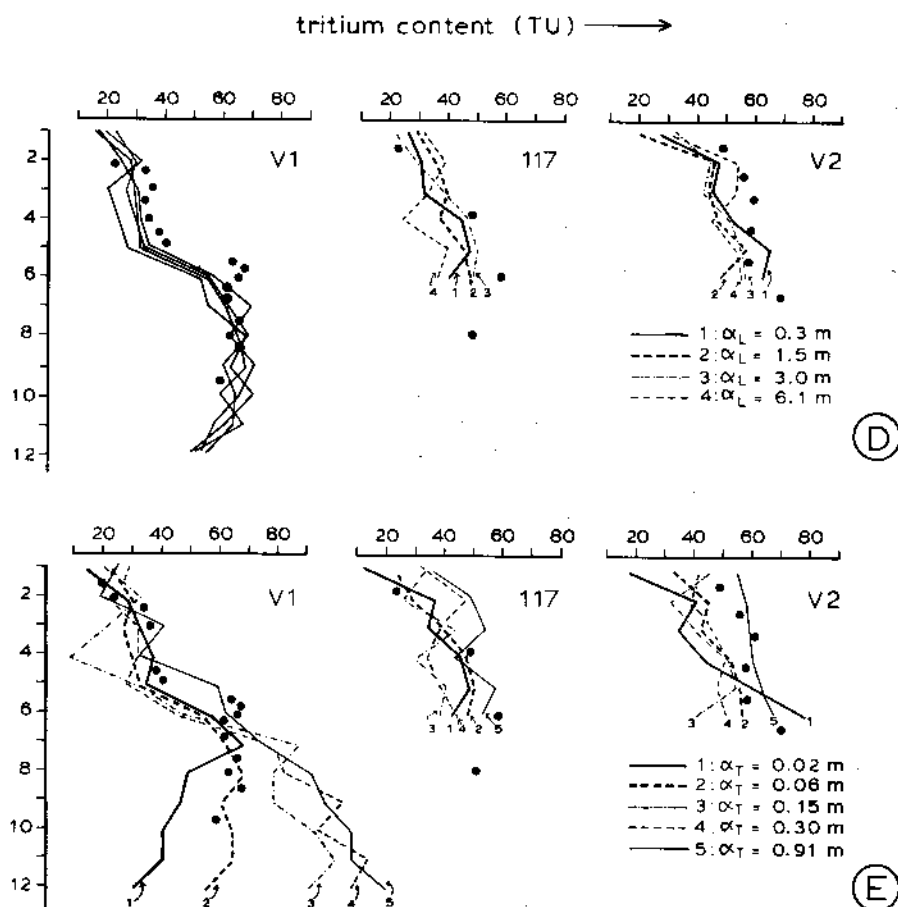 tritium content (TU)
20 40 60 80 20 40 60 80 20 40 60 80
V1 117 V2
2
4
6
8
10
12
4 1 2 3
2 4 3 1
1: αL = 0.3 m
2: αL = 1.5 m
3: αL = 3.0 m
4: αL = 6.1 m
D
20 40 60 80 20 40 60 80 20 40 60 80
V1 117 V2
2
4
6
8
10
12
3 1 4 2 5
3 4 2 5 1
1: αT = 0.02 m
2: αT = 0.06 m
3: αT = 0.15 m
4: αT = 0.30 m
5: αT = 0.91 m
1 2 3 4 5
E